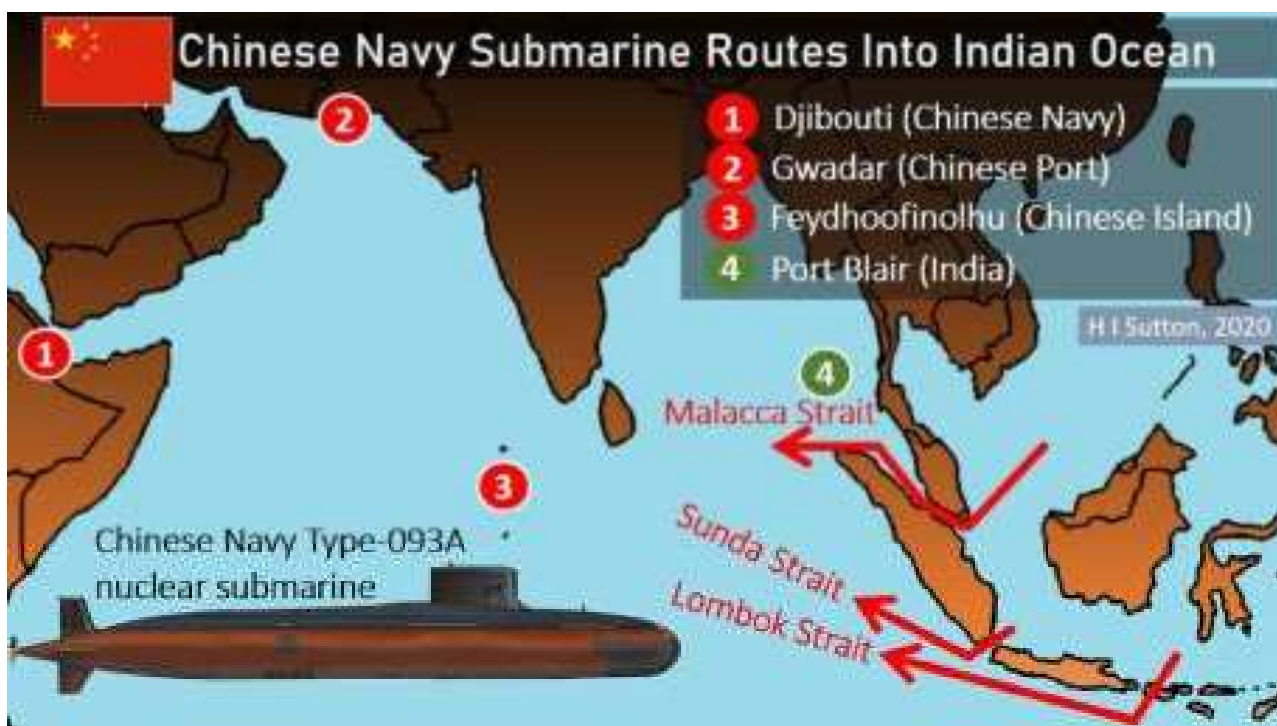 Chinese Navy Submarine Routes Into Indian Ocean
1 Djibouti (Chinese Navy)
2 Gwadar (Chinese Port)
3 Feydhoofinolhu (Chinese Island)
4 Port Blair (India)
H I Sutton, 2020
2
1
4
Malacca Strait
3
Sunda Strait
Lombok Strait
Chinese Navy Type-093A
nuclear submarine